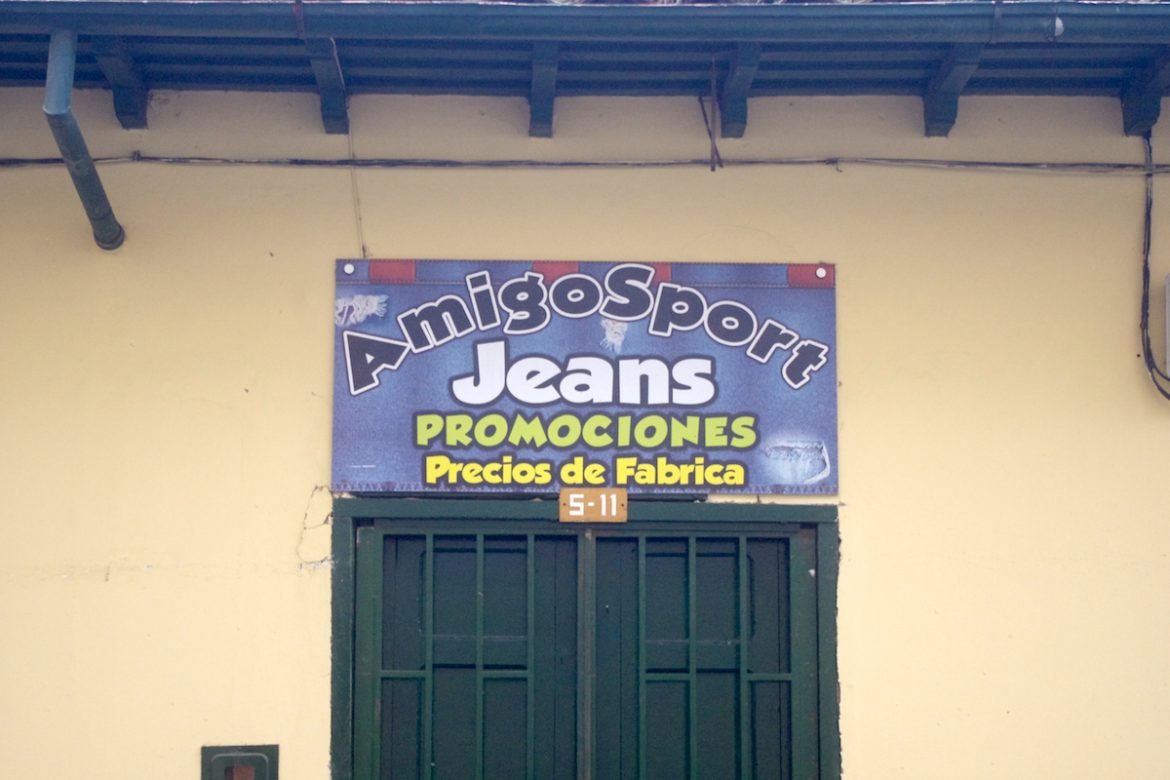 AmigoSport
Jeans
PROMOCIONES
Precios de Fabrica
5-11